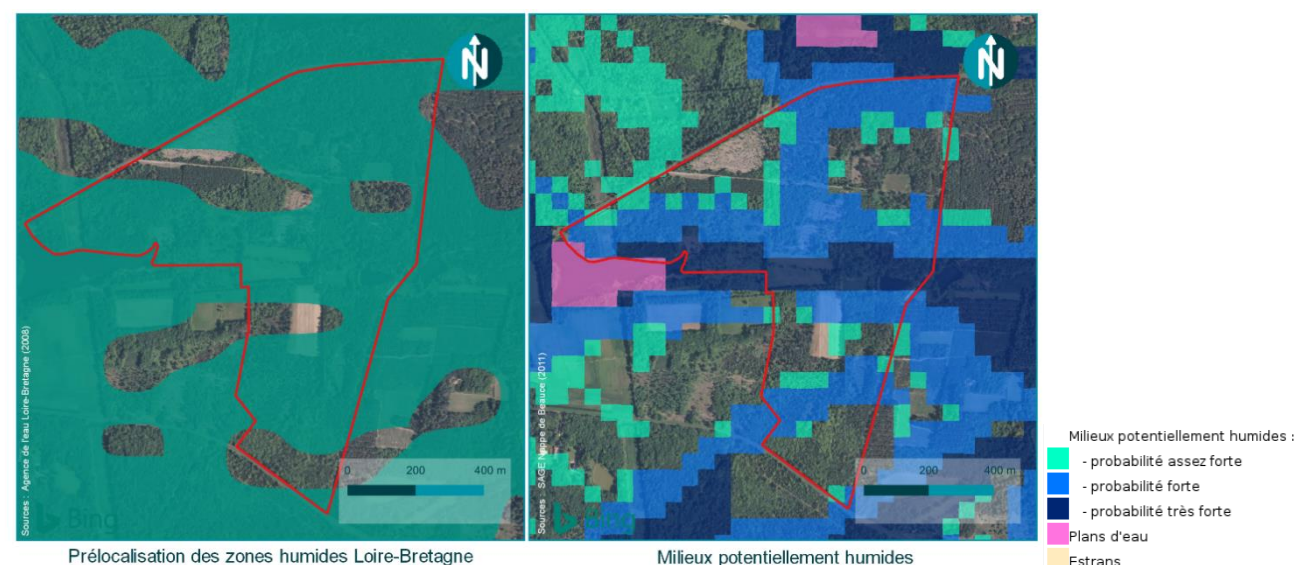 N
Sources : Agence de l'eau Loire-Bretagne (2008)
0 200 400 m
Bing
Prélocalisation des zones humides Loire-Bretagne
N
Sources : SAGE Nappe de Beauce (2011)
0 200 400 m
Bing
Milieux potentiellement humides
Milieux potentiellement humides :
- probabilité assez forte
- probabilité forte
- probabilité très forte
Plans d'eau
Estrans